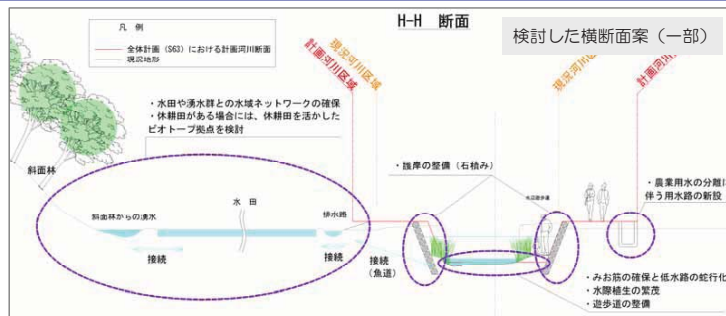 H-H 断面
検討した横断面案（一部）
凡 例
全体計画（S63）における計画河川断面
現況地形
計画河川区域
現況河川区域
現況河川
計画河川
・水田や湧水群との水域ネットワークの確保
・休耕田がある場合には、休耕田を活かした
ビオトープ拠点を検討
・護岸の整備（石積み）
・農業用水の分離に
伴う用水路の新設
斜面林
斜面林からの湧水
水 田
排水路
接続
接続
接続
（魚道）
・みお筋の確保と低水路の蛇行化
・水際植生の繁茂
・遊歩道の整備